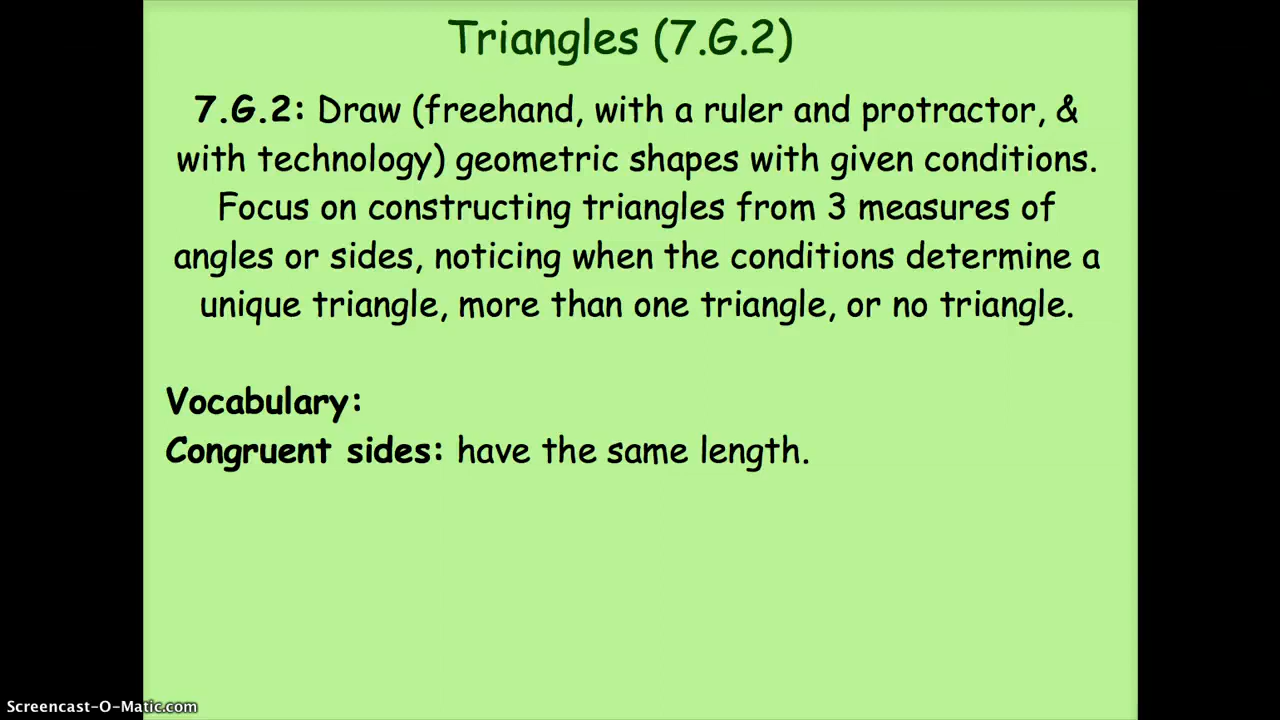 Triangles (7.G.2)
7.G.2: Draw (freehand, with a ruler and protractor, &
with technology) geometric shapes with given conditions.
Focus on constructing triangles from 3 measures of
angles or sides, noticing when the conditions determine a
unique triangle, more than one triangle, or no triangle.
Vocabulary:
Congruent sides: have the same length.
Screencast-O-Matic.com